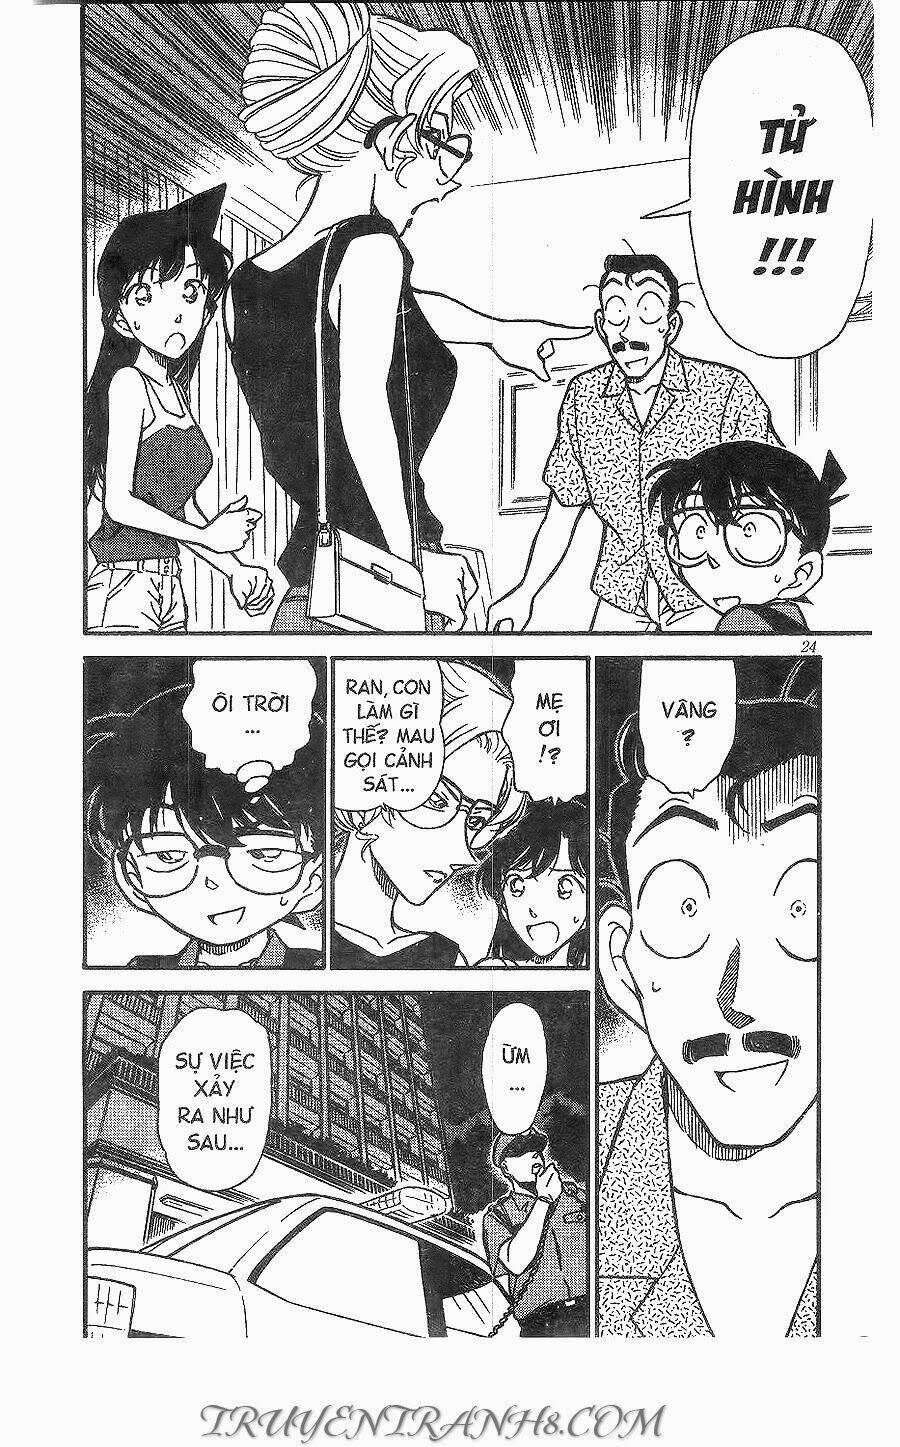 TỬ
HÌNH
!!!
24
VÂNG
?
MẸ
ƠI
!?
RAN, CON
LÀM GÌ
THẾ? MAU
GỌI CẢNH
SÁT...
ÔI TRỜI
...
ỪM
...
SỰ VIỆC
XẢY
RA NHƯ
SAU...
TRUYENTRANH8.COM